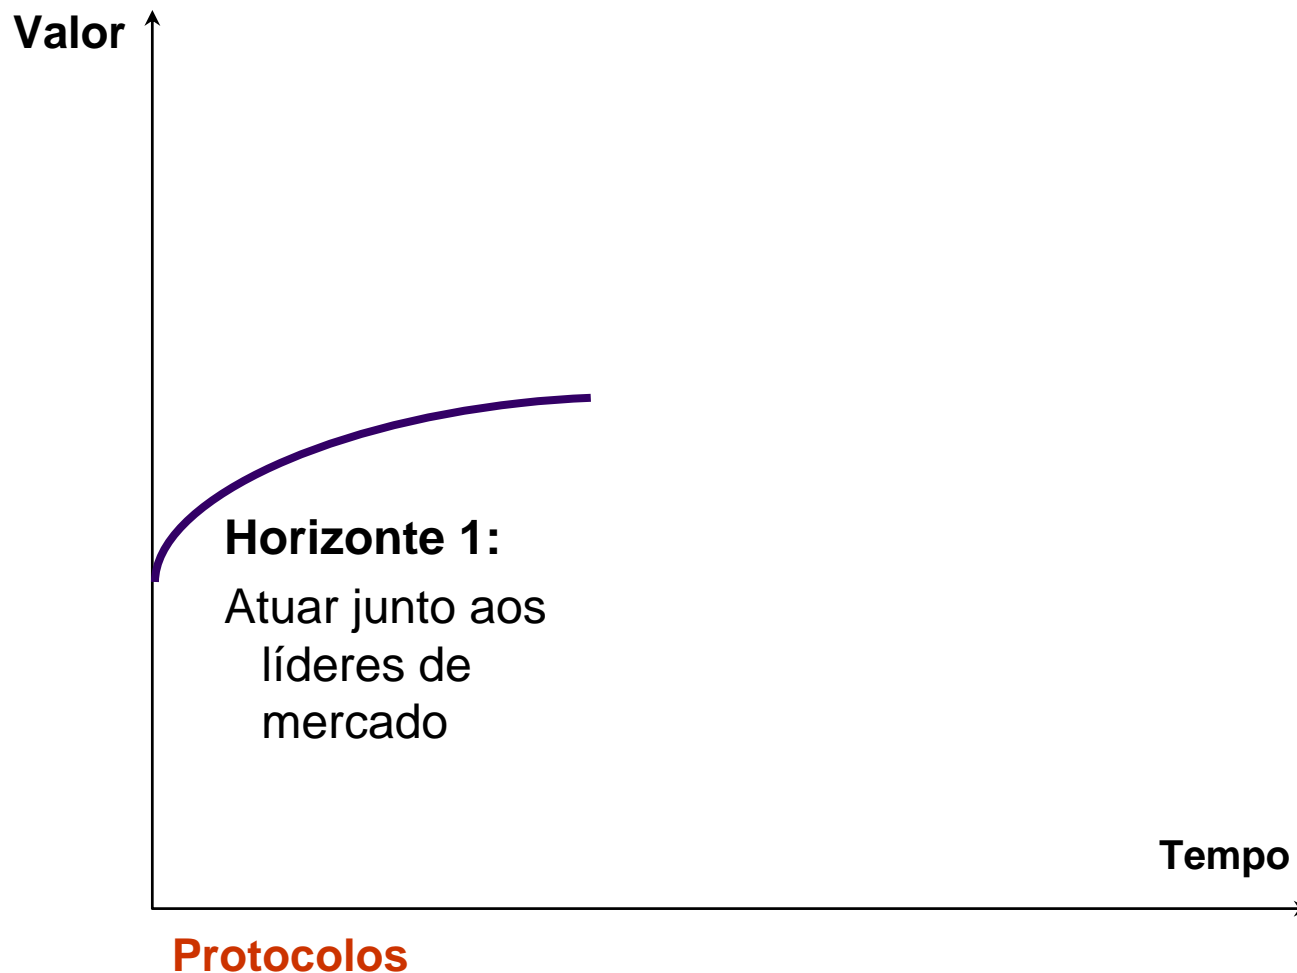 Valor
Horizonte 1:
Atuar junto aos
líderes de
mercado
Tempo
Protocolos